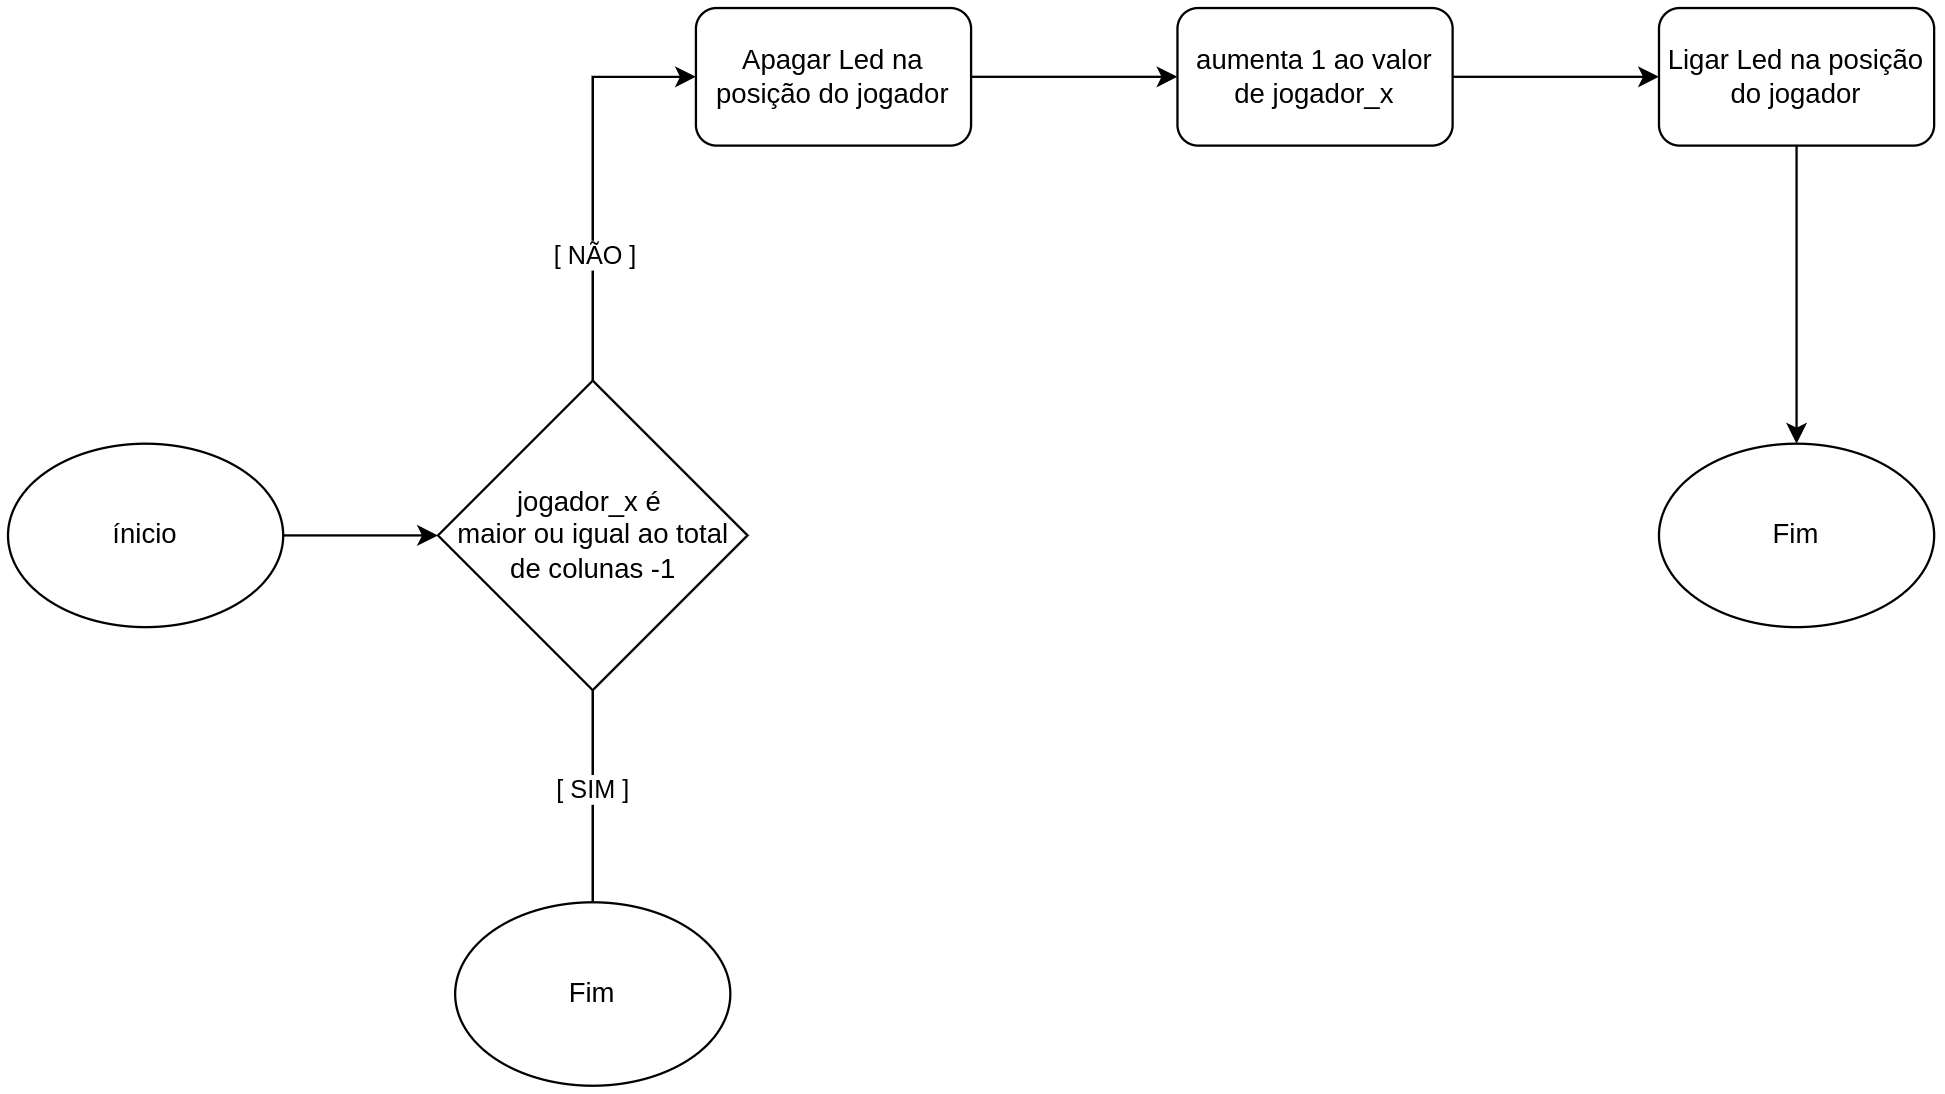 Apagar Led na
posição do jogador
aumenta 1 ao valor
de jogador_x
Ligar Led na posição
do jogador
[ NÃO ]
ínicio
jogador_x é
maior ou igual ao total
de colunas -1
Fim
[ SIM ]
Fim